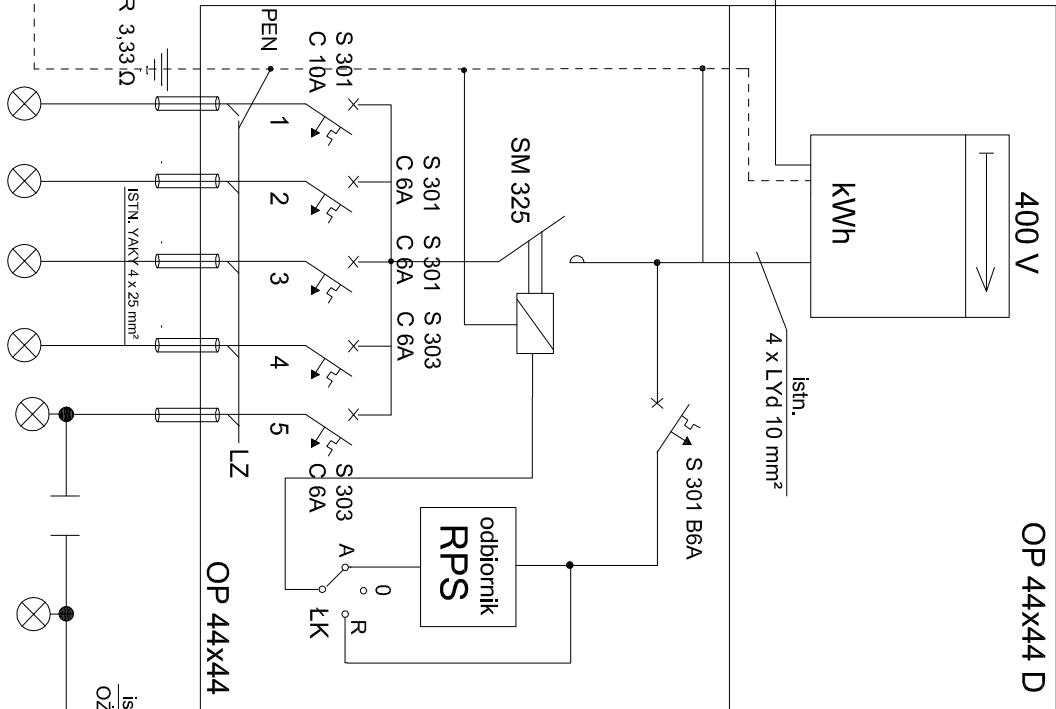 400 V
OP 44x44 D
kWh
istn.
4 x LYd 10 mm²
S 301 B6A
SM 325
odbiornik
RPS
S 301
C 6A
S 301
C 6A
S 303
C 6A
S 301
C 10A
S 303
C 6A
A
0
R
ŁK
PEN
1
2
3
4
5
LZ
OP 44x44
R 3,33 Ω
ISTN. YAKY 4 x 25 mm²
is
OŻ